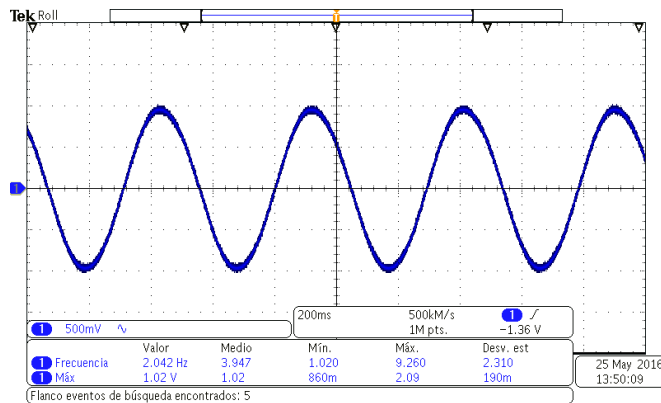 Tek Roll
T
1
1 500mV
200ms 500kM/s 1
1M pts. −1.36 V
Valor Medio Mín. Máx. Desv. est
1 Frecuencia 2.042 Hz 3.947 1.020 9.260 2.310
1 Máx 1.02 V 1.02 860m 2.09 190m
25 May 2016
13:50:09
Flanco eventos de búsqueda encontrados: 5